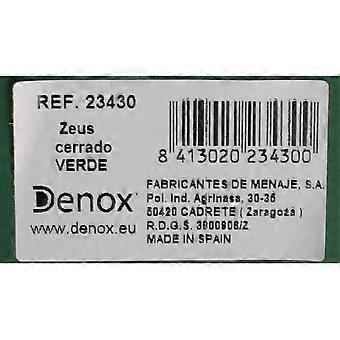 REF. 23430
Zeus
cerrado
VERDE
Denox
www.denox.eu
8 413020 234300
FABRICANTES DE MENAJE, S.A.
Pol. Ind. Agrinasa, 30-35
50420 CADRETE ( Zaragoza )
R.D.G.S. 3900908/Z
MADE IN SPAIN